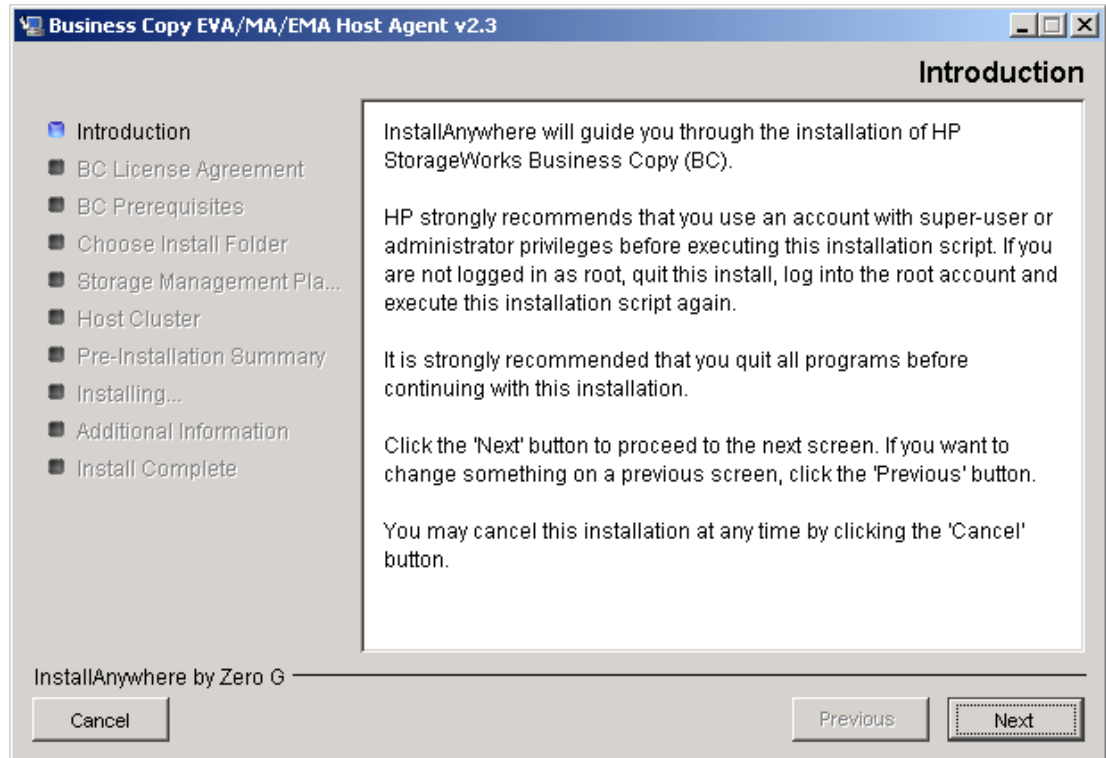 Business Copy EVA/MA/EMA Host Agent v2.3
Introduction
Introduction
BC License Agreement
BC Prerequisites
Choose Install Folder
Storage Management Pla...
Host Cluster
Pre-Installation Summary
Installing...
Additional Information
Install Complete
InstallAnywhere will guide you through the installation of HP
StorageWorks Business Copy (BC).
HP strongly recommends that you use an account with super-user or
administrator privileges before executing this installation script. If you
are not logged in as root, quit this install, log into the root account and
execute this installation script again.
It is strongly recommended that you quit all programs before
continuing with this installation.
Click the 'Next' button to proceed to the next screen. If you want to
change something on a previous screen, click the 'Previous' button.
You may cancel this installation at any time by clicking the 'Cancel'
button.
InstallAnywhere by Zero G
Cancel
Previous
Next